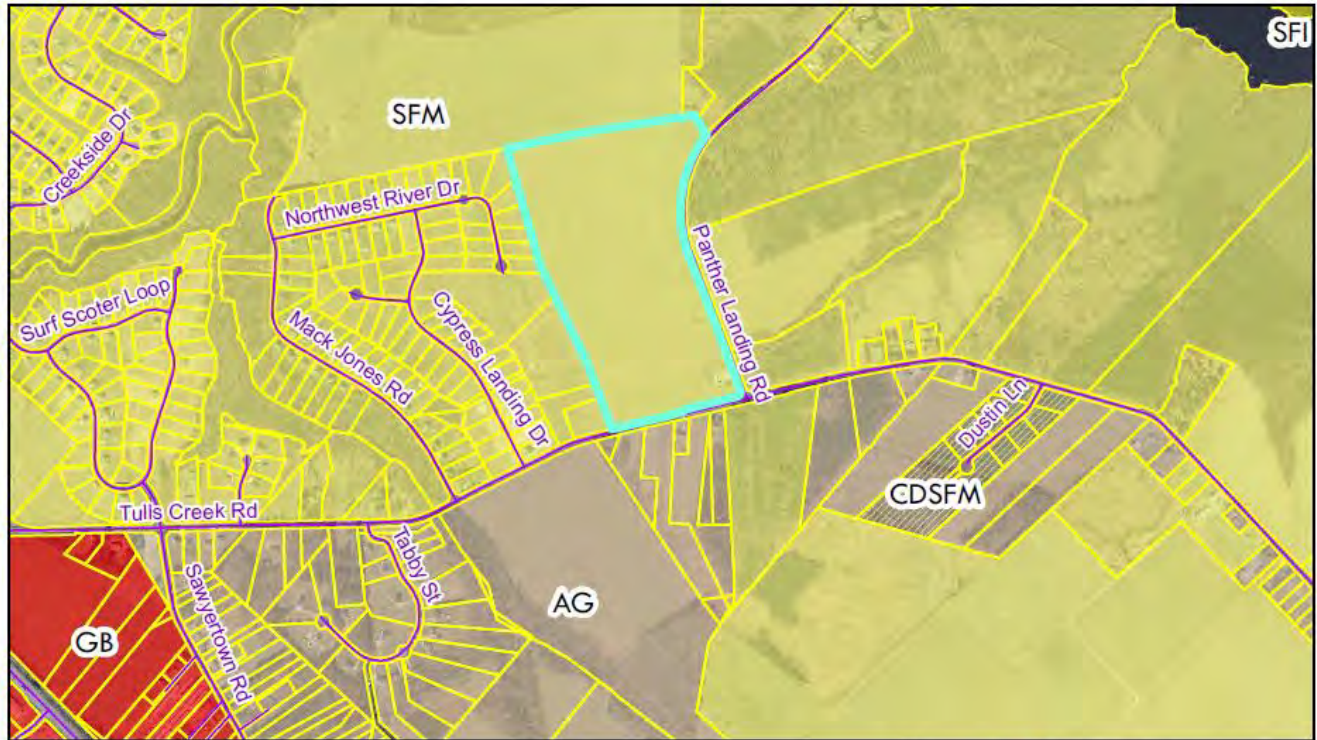 SFI
SFM
Creekside Dr
Northwest River Dr
Surf Scoter Loop
Mack Jones Rd
Cypress Landing Dr
Panther Landing Rd
Dustin Ln
CDSFM
Tulls Creek Rd
Tabby St
Sawyertown Rd
AG
GB